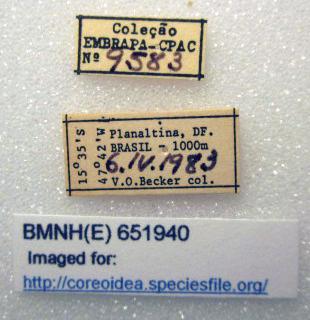 Coleção
EMBRAPA-CPAC
Nº 9583
15°35'S
47°42'W
Planaltina, DF.
BRASIL - 1000m
6.IV.1983
V.O.Becker col.
BMNH(E) 651940
Imaged for:
http://coreoidea.speciesfile.org/